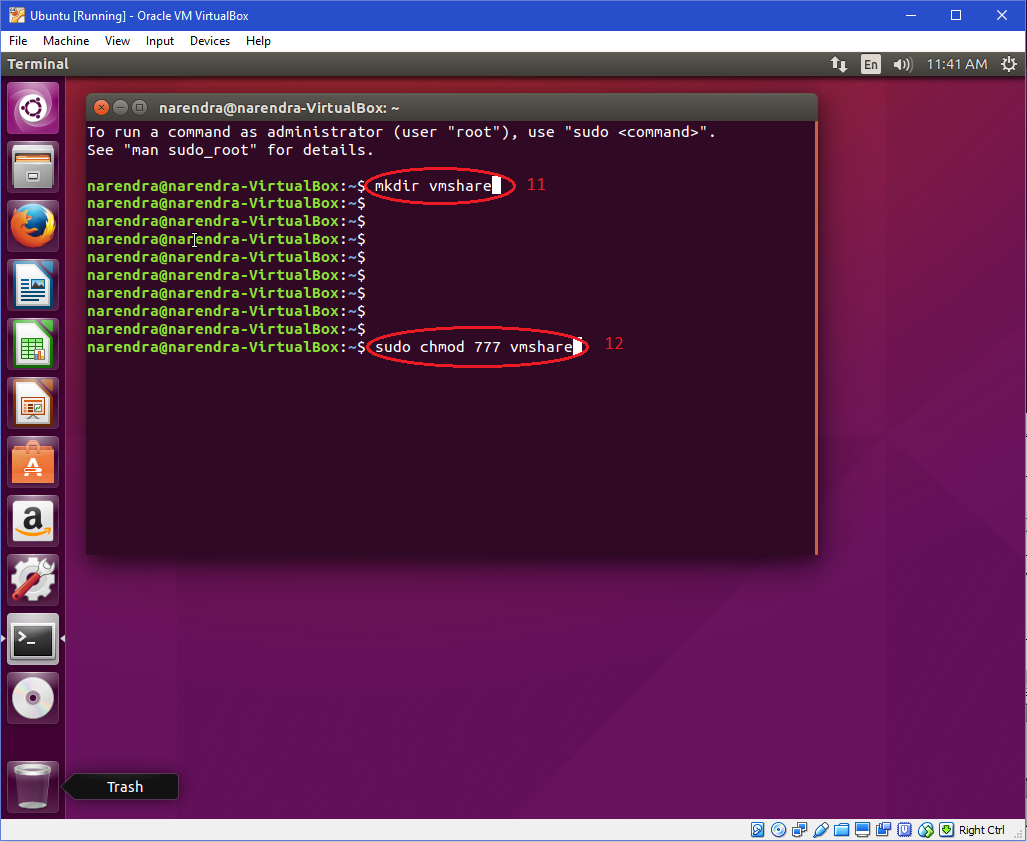 Ubuntu [Running] - Oracle VM VirtualBox
File Machine View Input Devices Help
Terminal En 11:41 AM
narendra@narendra-VirtualBox: ~
To run a command as administrator (user "root"), use "sudo <command>".
See "man sudo_root" for details.
narendra@narendra-VirtualBox:~$ mkdir vmshare 11
narendra@narendra-VirtualBox:~$
narendra@narendra-VirtualBox:~$
narendra@narendra-VirtualBox:~$
narendra@narendra-VirtualBox:~$
narendra@narendra-VirtualBox:~$
narendra@narendra-VirtualBox:~$
narendra@narendra-VirtualBox:~$
narendra@narendra-VirtualBox:~$
narendra@narendra-VirtualBox:~$ sudo chmod 777 vmshare 12
Trash
Right Ctrl